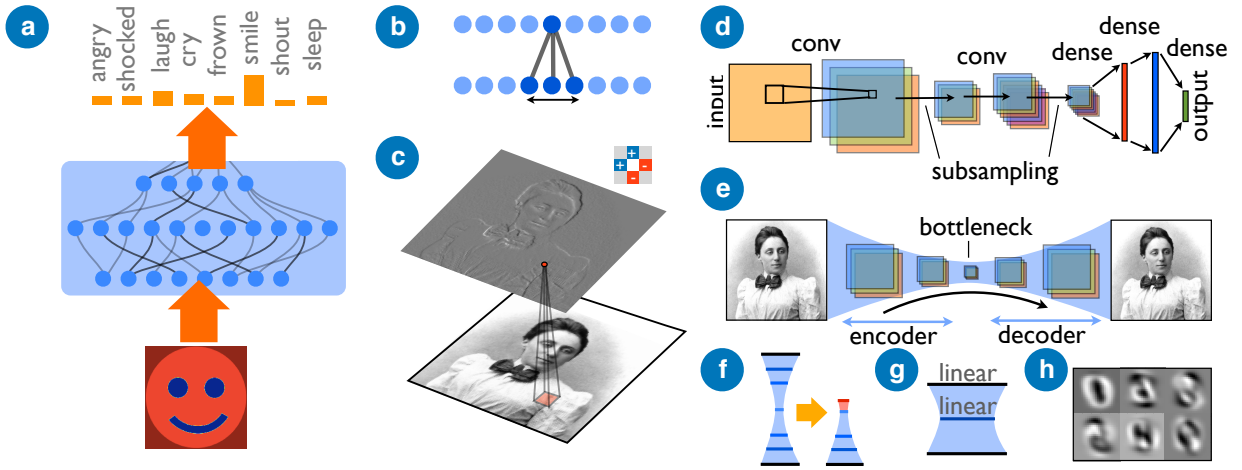 a
angry
shocked
laugh
cry
frown
smile
shout
sleep
b
c
+
+
-
-
d
input
conv
conv
subsampling
dense
dense
dense
output
e
bottleneck
encoder
decoder
f
g
linear
linear
h